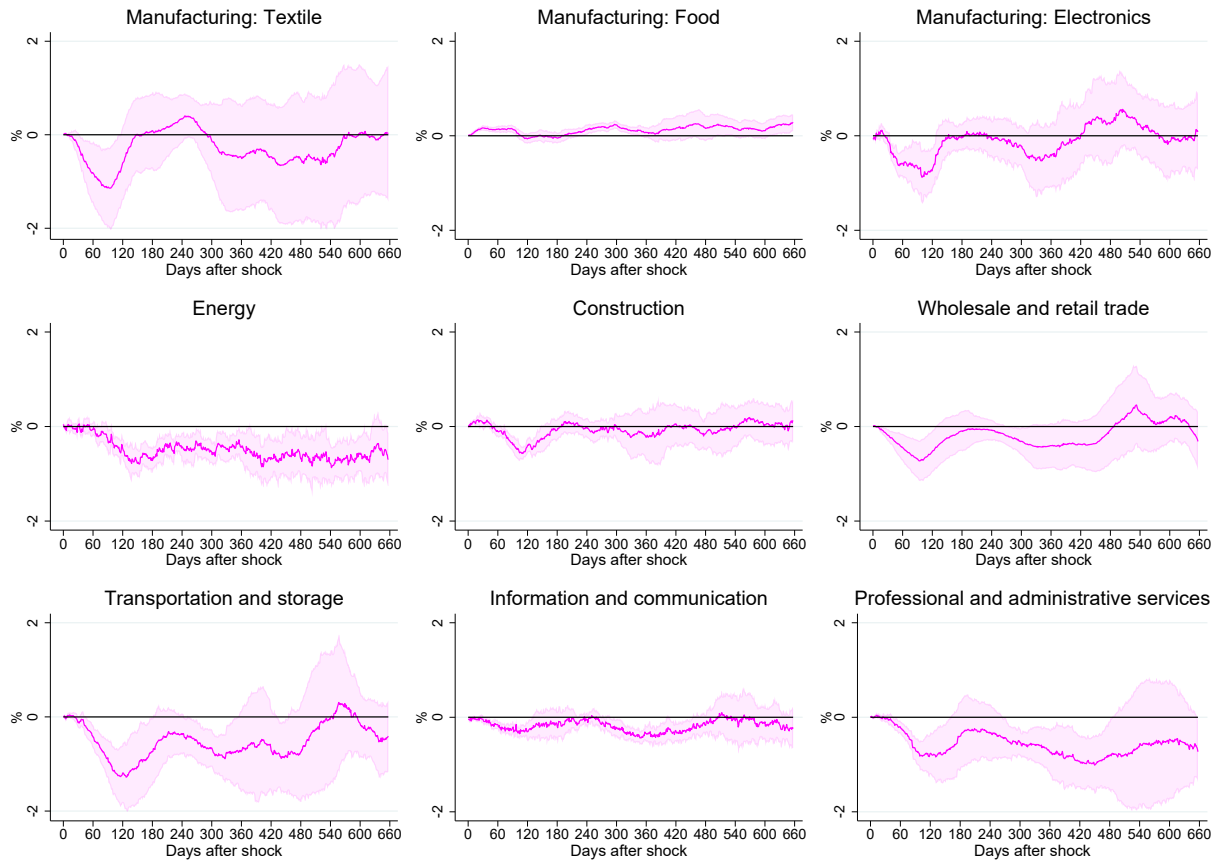 Manufacturing: Textile
Manufacturing: Food
Manufacturing: Electronics
2
2
2
% 0
% 0
% 0
-2
-2
-2
0 60 120 180 240 300 360 420 480 540 600 660
0 60 120 180 240 300 360 420 480 540 600 660
0 60 120 180 240 300 360 420 480 540 600 660
Days after shock
Days after shock
Days after shock
Energy
Construction
Wholesale and retail trade
2
2
2
% 0
% 0
% 0
-2
-2
-2
0 60 120 180 240 300 360 420 480 540 600 660
0 60 120 180 240 300 360 420 480 540 600 660
0 60 120 180 240 300 360 420 480 540 600 660
Days after shock
Days after shock
Days after shock
Transportation and storage
Information and communication
Professional and administrative services
2
2
2
% 0
% 0
% 0
-2
-2
-2
0 60 120 180 240 300 360 420 480 540 600 660
0 60 120 180 240 300 360 420 480 540 600 660
0 60 120 180 240 300 360 420 480 540 600 660
Days after shock
Days after shock
Days after shock